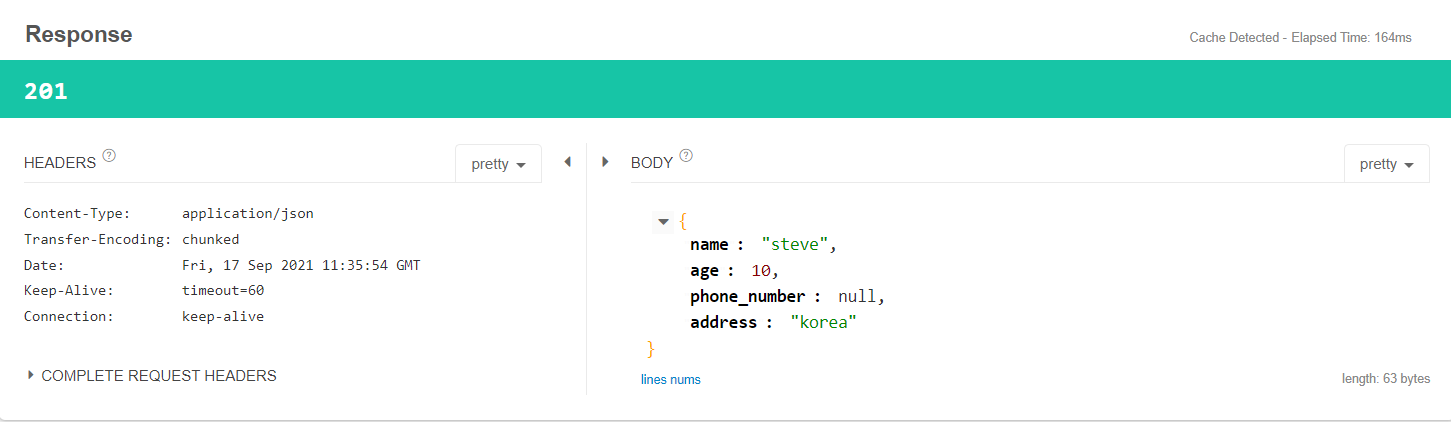 Response
Cache Detected - Elapsed Time: 164ms
201
HEADERS ?
pretty
Content-Type: application/json
Transfer-Encoding: chunked
Date: Fri, 17 Sep 2021 11:35:54 GMT
Keep-Alive: timeout=60
Connection: keep-alive
COMPLETE REQUEST HEADERS
BODY ?
pretty
{
name : "steve",
age : 10,
phone_number : null,
address : "korea"
}
lines nums
length: 63 bytes